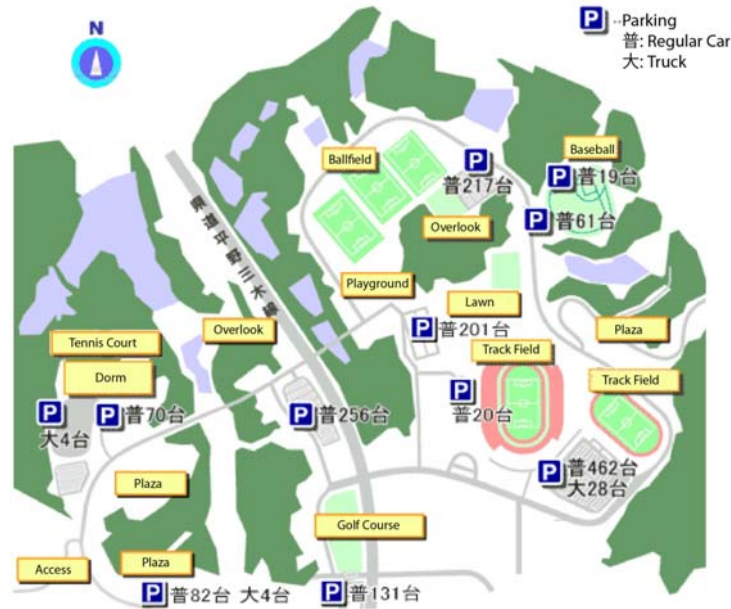 N
P ··Parking
普: Regular Car
大: Truck
Ballfield
P
普217台
Baseball
P 普19台
P 普61台
Overlook
県道平野三木線
Playground
Lawn
Overlook
P 普201台
Plaza
Tennis Court
Track Field
Dorm
Track Field
P
大4台
P 普70台
P 普256台
P
普20台
P 普462台
大28台
Plaza
Golf Course
Access
Plaza
P 普82台 大4台
P 普131台